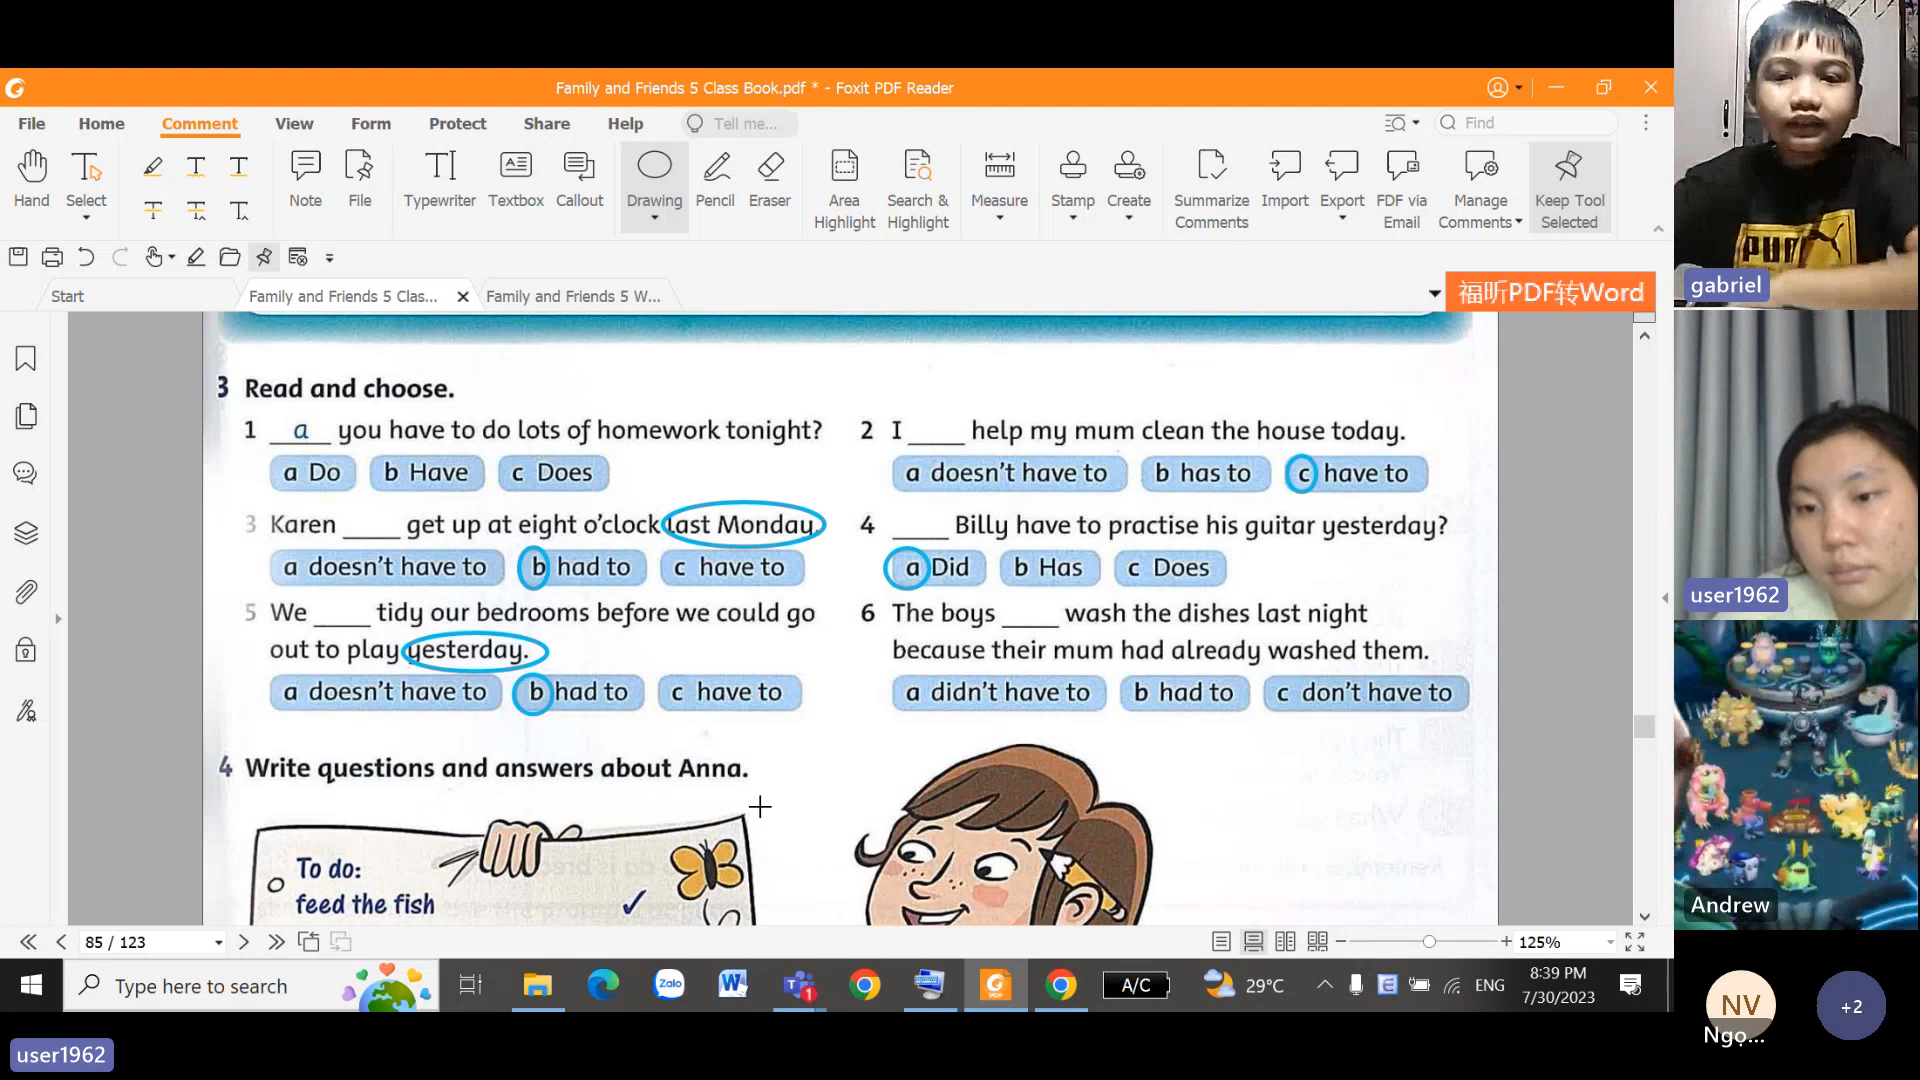 Family and Friends 5 Class Book.pdf * - Foxit PDF Reader
File Home Comment View Form Protect Share Help Tell me... Find
Hand Select Note File Typewriter Textbox Callout Drawing Pencil Eraser Area Highlight Search & Highlight Measure Stamp Create Summarize Comments Import Export FDF via Email Manage Comments Keep Tool Selected
Start Family and Friends 5 Clas... Family and Friends 5 W... 福昕PDF转Word
3 Read and choose.
1 a you have to do lots of homework tonight?
a Do b Have c Does
2 I ____ help my mum clean the house today.
a doesn't have to b has to c have to
3 Karen ____ get up at eight o'clock last Monday.
a doesn't have to b had to c have to
4 ____ Billy have to practise his guitar yesterday?
a Did b Has c Does
5 We ____ tidy our bedrooms before we could go
out to play yesterday.
a doesn't have to b had to c have to
6 The boys ____ wash the dishes last night
because their mum had already washed them.
a didn't have to b had to c don't have to
4 Write questions and answers about Anna.
To do:
feed the fish
85 / 123
125%
Type here to search
Zalo
1
A/C
29°C
ENG
8:39 PM
7/30/2023
gabriel
PUMA
user1962
Andrew
NV
Ngọ...
+2
user1962